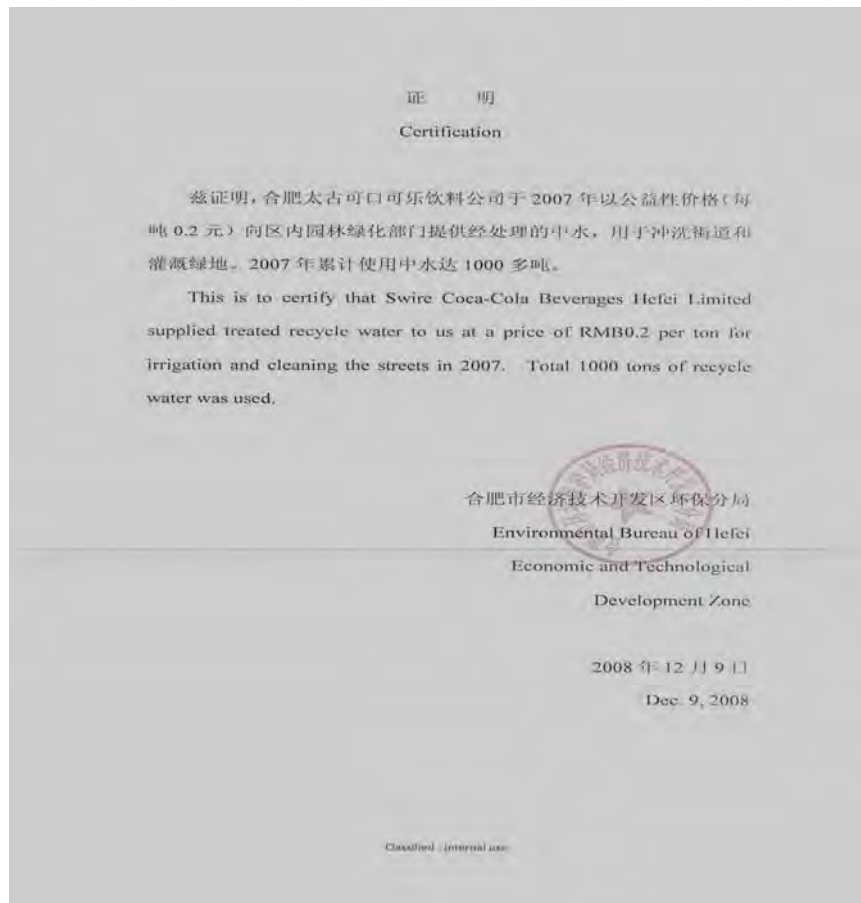 证 明
Certification
兹证明，合肥太古可口可乐饮料公司于 2007 年以公益性价格（每
吨 0.2 元）向区内园林绿化部门提供经处理的中水，用于冲洗街道和
灌溉绿地。2007 年累计使用中水达 1000 多吨。
This is to certify that Swire Coca-Cola Beverages Hefei Limited
supplied treated recycle water to us at a price of RMB0.2 per ton for
irrigation and cleaning the streets in 2007. Total 1000 tons of recycle
water was used.
合肥市经济技术开发区环保分局
Environmental Bureau of Hefei
Economic and Technological
Development Zone
2008 年 12 月 9 日
Dec. 9, 2008
Classified : internal use